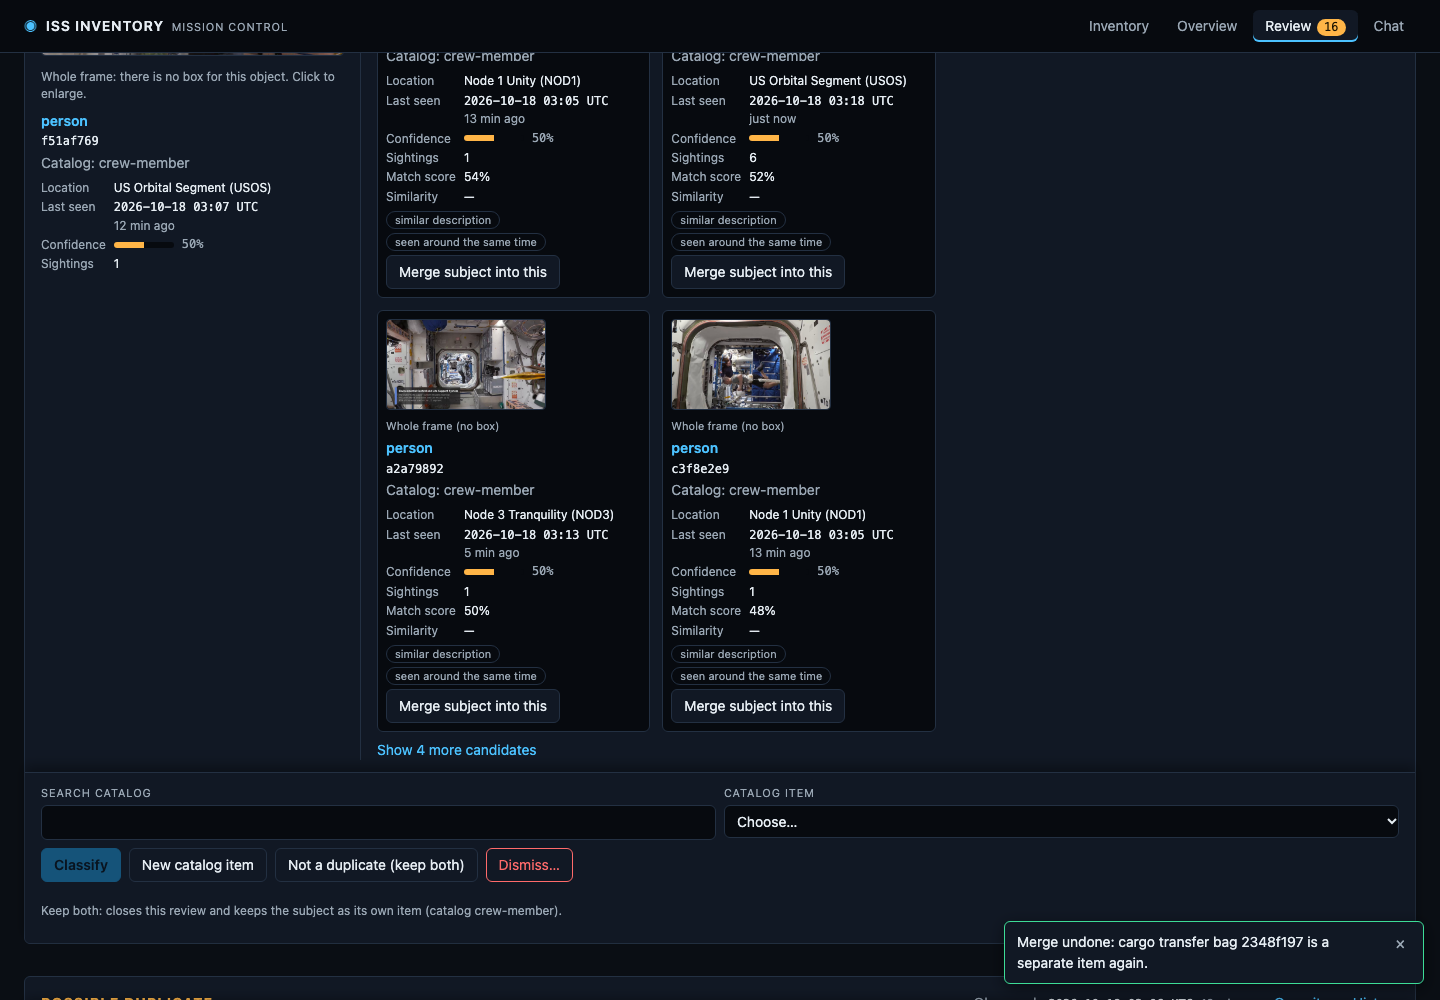 ISS INVENTORY MISSION CONTROL
Inventory
Overview
Review 16
Chat
Whole frame: there is no box for this object. Click to
enlarge.
person
f51af769
Catalog: crew-member
Location US Orbital Segment (USOS)
Last seen 2026-10-18 03:07 UTC
12 min ago
Confidence 50%
Sightings 1
Catalog: crew-member
Location Node 1 Unity (NOD1)
Last seen 2026-10-18 03:05 UTC
13 min ago
Confidence 50%
Sightings 1
Match score 54%
Similarity —
similar description
seen around the same time
Merge subject into this
Catalog: crew-member
Location US Orbital Segment (USOS)
Last seen 2026-10-18 03:18 UTC
just now
Confidence 50%
Sightings 6
Match score 52%
Similarity —
similar description
seen around the same time
Merge subject into this
Whole frame (no box)
person
a2a79892
Catalog: crew-member
Location Node 3 Tranquility (NOD3)
Last seen 2026-10-18 03:13 UTC
5 min ago
Confidence 50%
Sightings 1
Match score 50%
Similarity —
similar description
seen around the same time
Merge subject into this
Whole frame (no box)
person
c3f8e2e9
Catalog: crew-member
Location Node 1 Unity (NOD1)
Last seen 2026-10-18 03:05 UTC
13 min ago
Confidence 50%
Sightings 1
Match score 48%
Similarity —
similar description
seen around the same time
Merge subject into this
Show 4 more candidates
SEARCH CATALOG
CATALOG ITEM
Choose...
Classify
New catalog item
Not a duplicate (keep both)
Dismiss...
Keep both: closes this review and keeps the subject as its own item (catalog crew-member).
Merge undone: cargo transfer bag 2348f197 is a
separate item again.
×
POSSIBLE DUPLICATE